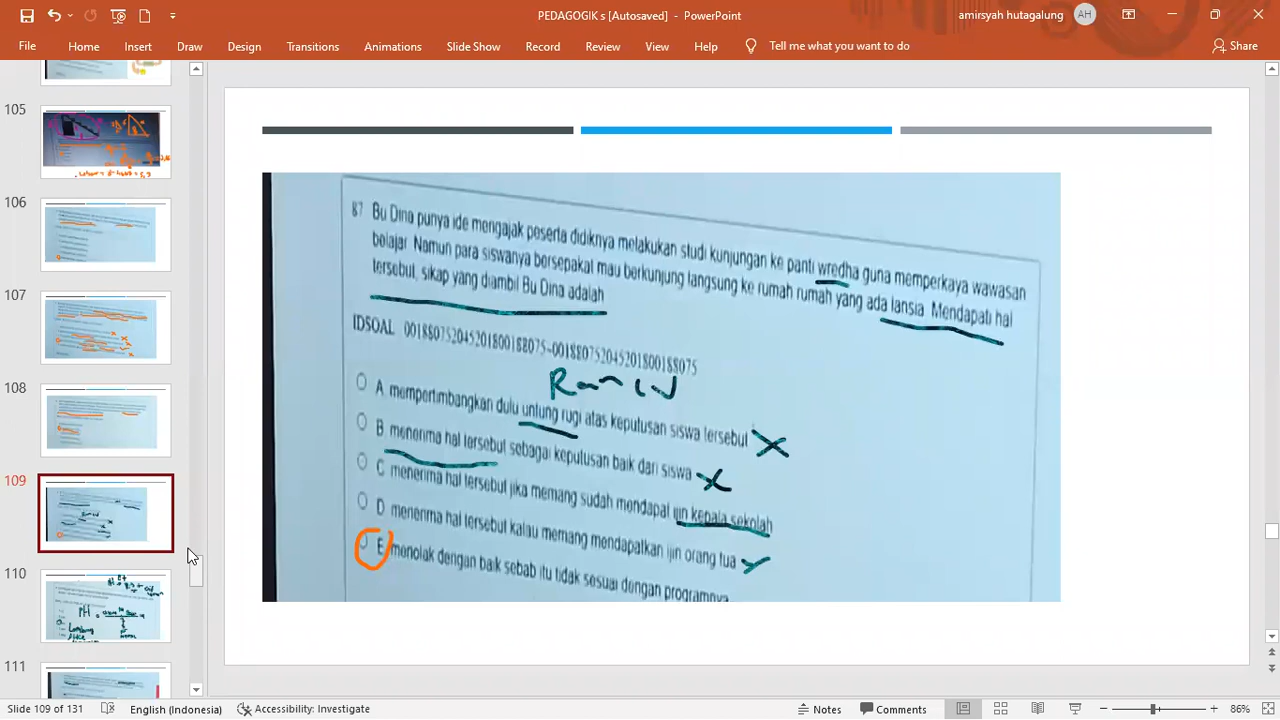 PEDAGOGIK s [Autosaved] - PowerPoint
amirsyah hutagalung
AH
File
Home
Insert
Draw
Design
Transitions
Animations
Slide Show
Record
Review
View
Help
Tell me what you want to do
Share
105
106
107
108
109
110
111
87 Bu Dina punya ide mengajak peserta didiknya melakukan studi kunjungan ke panti wredha guna memperkaya wawasan
belajar. Namun para siswanya bersepakat mau berkunjung langsung ke rumah rumah yang ada lansia. Mendapati hal
tersebut, sikap yang diambil Bu Dina adalah
IDSOAL 001880752045201800188075-001880752045201800188075
A mempertimbangkan dulu untung rugi atas keputusan siswa tersebut
B menerima hal tersebut sebagai keputusan baik dari siswa
C menerima hal tersebut jika memang sudah mendapat ijin kepala sekolah
D menerima hal tersebut kalau memang mendapatkan ijin orang tua
E menolak dengan baik sebab itu tidak sesuai dengan programnya
Slide 109 of 131
English (Indonesia)
Accessibility: Investigate
Notes
Comments
86%